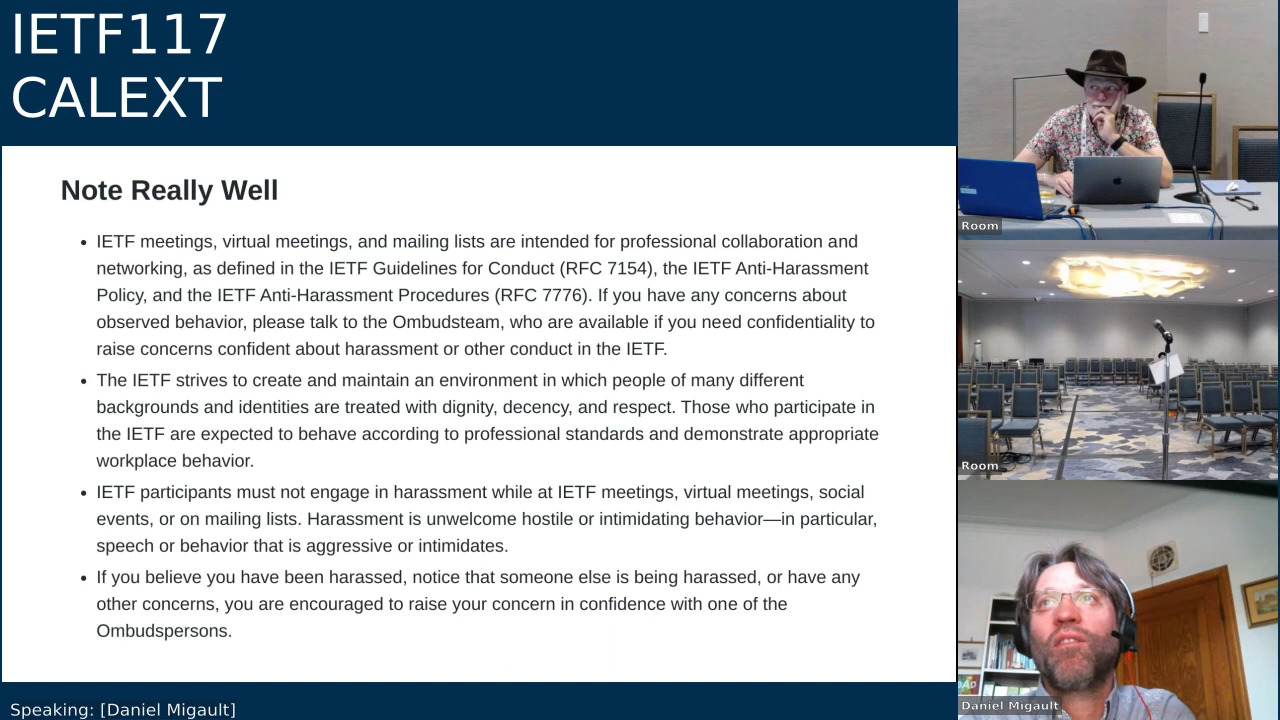 IETF117
CALEXT
Note Really Well
• IETF meetings, virtual meetings, and mailing lists are intended for professional collaboration and
networking, as defined in the IETF Guidelines for Conduct (RFC 7154), the IETF Anti-Harassment
Policy, and the IETF Anti-Harassment Procedures (RFC 7776). If you have any concerns about
observed behavior, please talk to the Ombudsteam, who are available if you need confidentiality to
raise concerns confident about harassment or other conduct in the IETF.
• The IETF strives to create and maintain an environment in which people of many different
backgrounds and identities are treated with dignity, decency, and respect. Those who participate in
the IETF are expected to behave according to professional standards and demonstrate appropriate
workplace behavior.
• IETF participants must not engage in harassment while at IETF meetings, virtual meetings, social
events, or on mailing lists. Harassment is unwelcome hostile or intimidating behavior—in particular,
speech or behavior that is aggressive or intimidates.
• If you believe you have been harassed, notice that someone else is being harassed, or have any
other concerns, you are encouraged to raise your concern in confidence with one of the
Ombudspersons.
Speaking: [Daniel Migault]
Room
Room
Daniel Migault